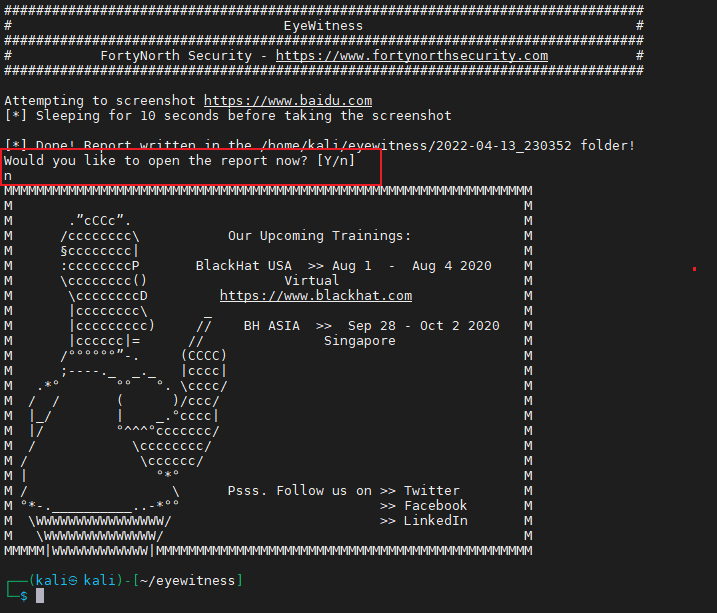 ################################################################################
#                                  EyeWitness                                  #
################################################################################
#           FortyNorth Security - https://www.fortynorthsecurity.com           #
################################################################################

Attempting to screenshot https://www.baidu.com
[*] Sleeping for 10 seconds before taking the screenshot

[*] Done! Report written in the /home/kali/eyewitness/2022-04-13_230352 folder!
Would you like to open the report now? [Y/n]
n
MMMMMMMMMMMMMMMMMMMMMMMMMMMMMMMMMMMMMMMMMMMMMMMMMMMMMMMMMMMMMMMMMM
M                                                                M
M       .”cCCc”.                                                 M
M      /cccccccc\           Our Upcoming Trainings:              M
M      §cccccccc|                                                M
M      :ccccccccP       BlackHat USA  >> Aug 1  -  Aug 4 2020    M
M      \cccccccc()                 Virtual                       M
M       \ccccccccD         https://www.blackhat.com              M
M       |cccccccc\        _                                      M
M       |ccccccccc)     //    BH ASIA  >>  Sep 28 - Oct 2 2020   M
M       |cccccc|=      //               Singapore                M
M      /°°°°°°”-.     (CCCC)                                     M
M      ;----._  _._   |cccc|                                     M
M   .*°       °°   °. \cccc/                                     M
M  /  /       (      )/ccc/                                      M
M  |_/        |    _.°cccc|                                      M
M  |/         °^^^°ccccccc/                                      M
M  /            \cccccccc/                                       M
M /              \cccccc/                                        M
M |                °*°                                           M
M /                  \      Psss. Follow us on >> Twitter        M
M °*-.__________..-*°°                         >> Facebook       M
M  \WWWWWWWWWWWWWWWW/                          >> LinkedIn       M
M   \WWWWWWWWWWWWWW/                                             M
MMMMM|WWWWWWWWWWWW|MMMMMMMMMMMMMMMMMMMMMMMMMMMMMMMMMMMMMMMMMMMMMMM

┌──(kali㉿kali)-[~/eyewitness]
└─$